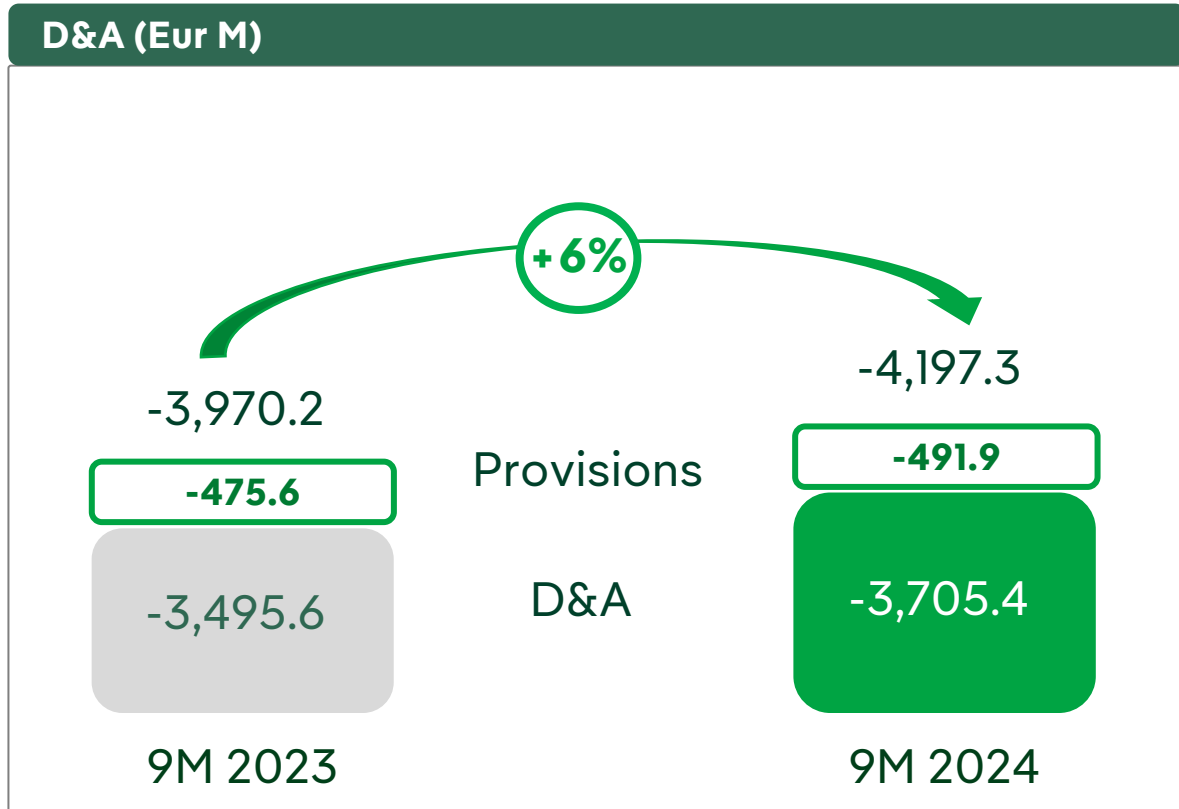 D&A (Eur M)
+6%
-3,970.2
-4,197.3
-475.6
Provisions
-491.9
-3,495.6
D&A
-3,705.4
9M 2023
9M 2024